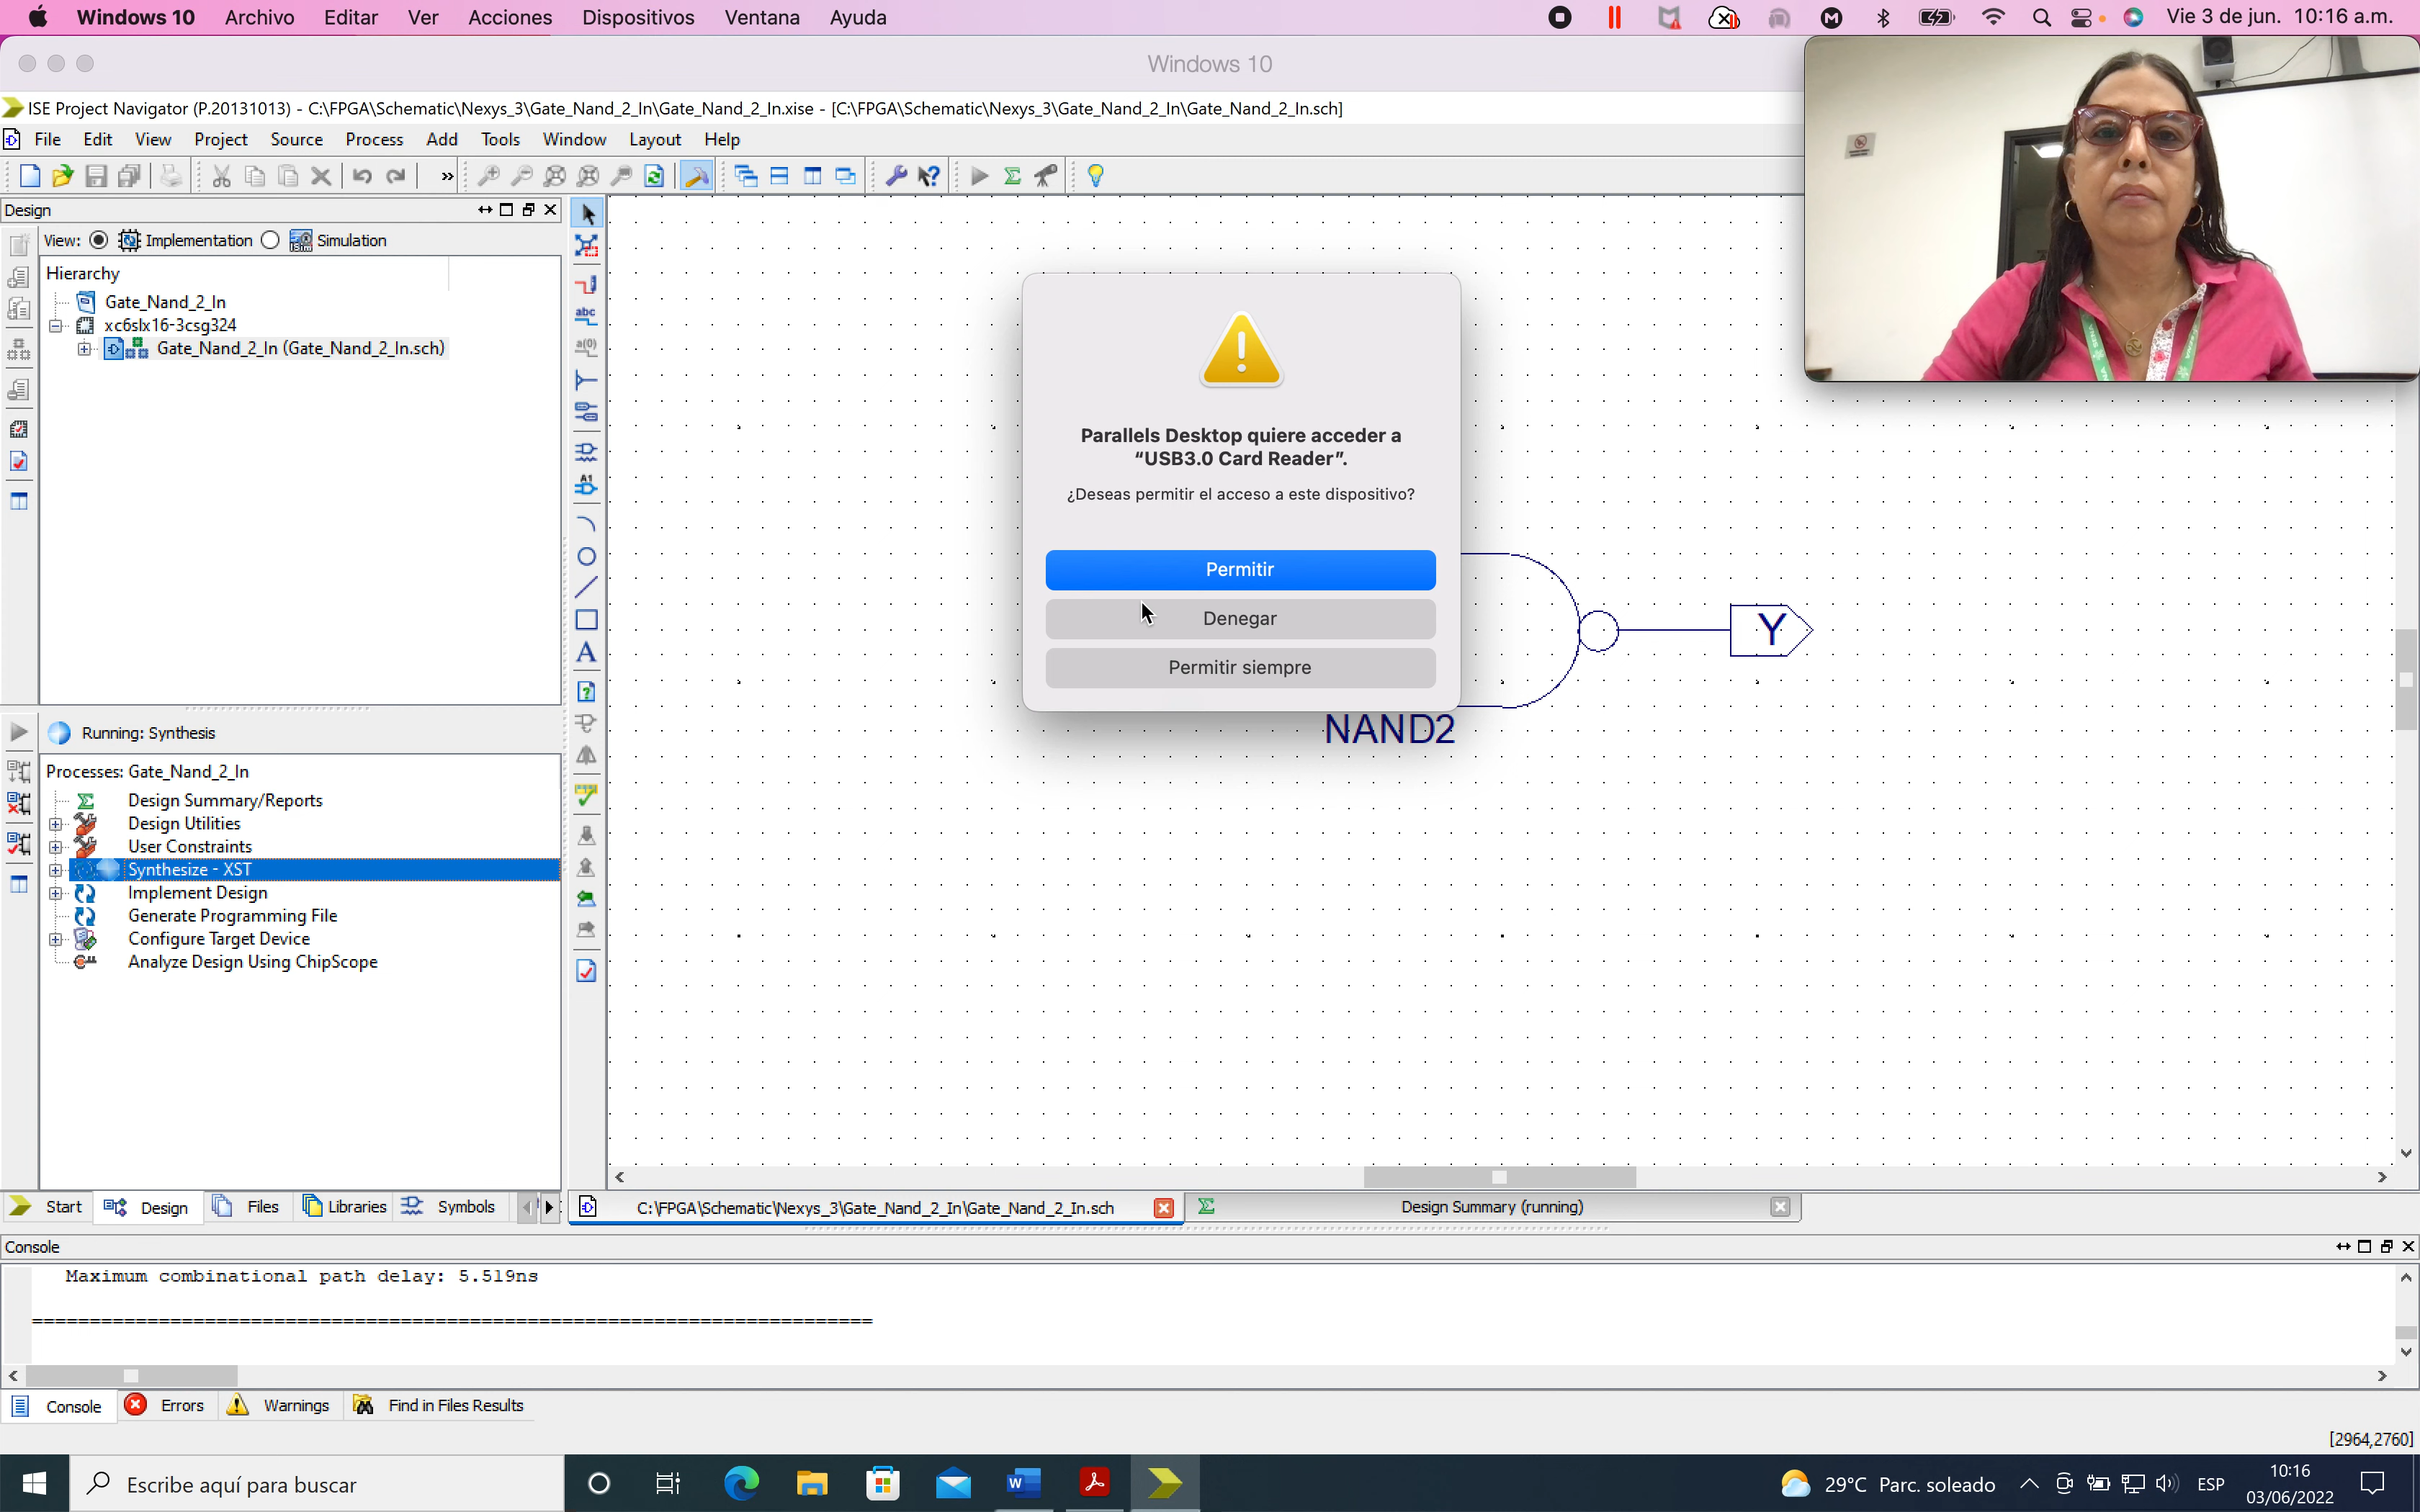 Windows 10 Archivo Editar Ver Acciones Dispositivos Ventana Ayuda Vie 3 de jun. 10:16 a.m.
Windows 10
ISE Project Navigator (P.20131013) - C:\FPGA\Schematic\Nexys_3\Gate_Nand_2_In\Gate_Nand_2_In.xise - [C:\FPGA\Schematic\Nexys_3\Gate_Nand_2_In\Gate_Nand_2_In.sch]
File Edit View Project Source Process Add Tools Window Layout Help
Design
View: Implementation Simulation
Hierarchy
Gate_Nand_2_In
xc6slx16-3csg324
Gate_Nand_2_In (Gate_Nand_2_In.sch)
Parallels Desktop quiere acceder a
“USB3.0 Card Reader”.
¿Deseas permitir el acceso a este dispositivo?
Permitir
Denegar
Permitir siempre
Y
NAND2
Running: Synthesis
Processes: Gate_Nand_2_In
Design Summary/Reports
Design Utilities
User Constraints
Synthesize - XST
Implement Design
Generate Programming File
Configure Target Device
Analyze Design Using ChipScope
Start Design Files Libraries Symbols
C:\FPGA\Schematic\Nexys_3\Gate_Nand_2_In\Gate_Nand_2_In.sch
Design Summary (running)
Console
Maximum combinational path delay: 5.519ns
Console Errors Warnings Find in Files Results
[2964,2760]
Escribe aquí para buscar
29°C Parc. soleado ESP
10:16
03/06/2022